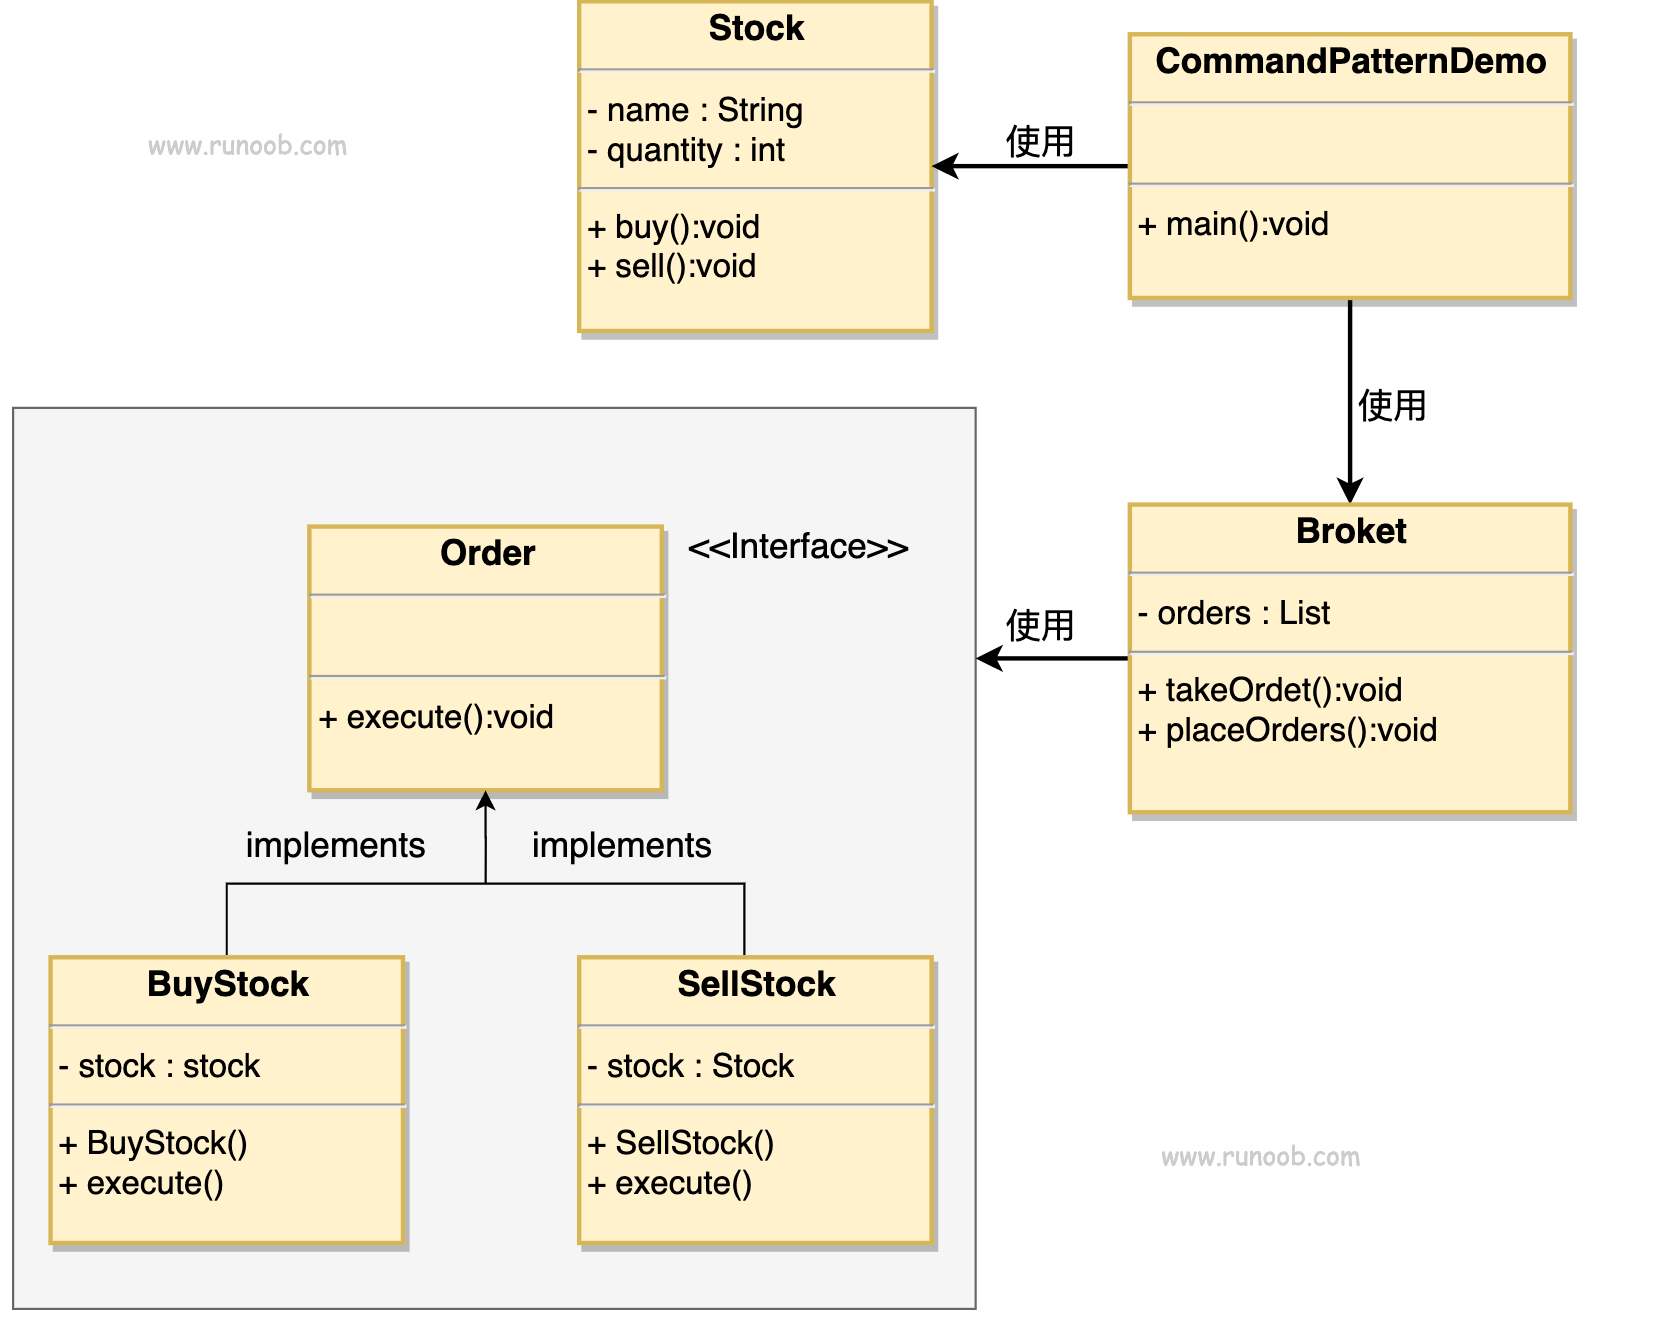 Stock
- name : String
- quantity : int
+ buy():void
+ sell():void
www.runoob.com
使用
CommandPatternDemo
+ main():void
使用
Order
<<Interface>>
+ execute():void
使用
Broket
- orders : List
+ takeOrdet():void
+ placeOrders():void
implements
implements
BuyStock
- stock : stock
+ BuyStock()
+ execute()
SellStock
- stock : Stock
+ SellStock()
+ execute()
www.runoob.com